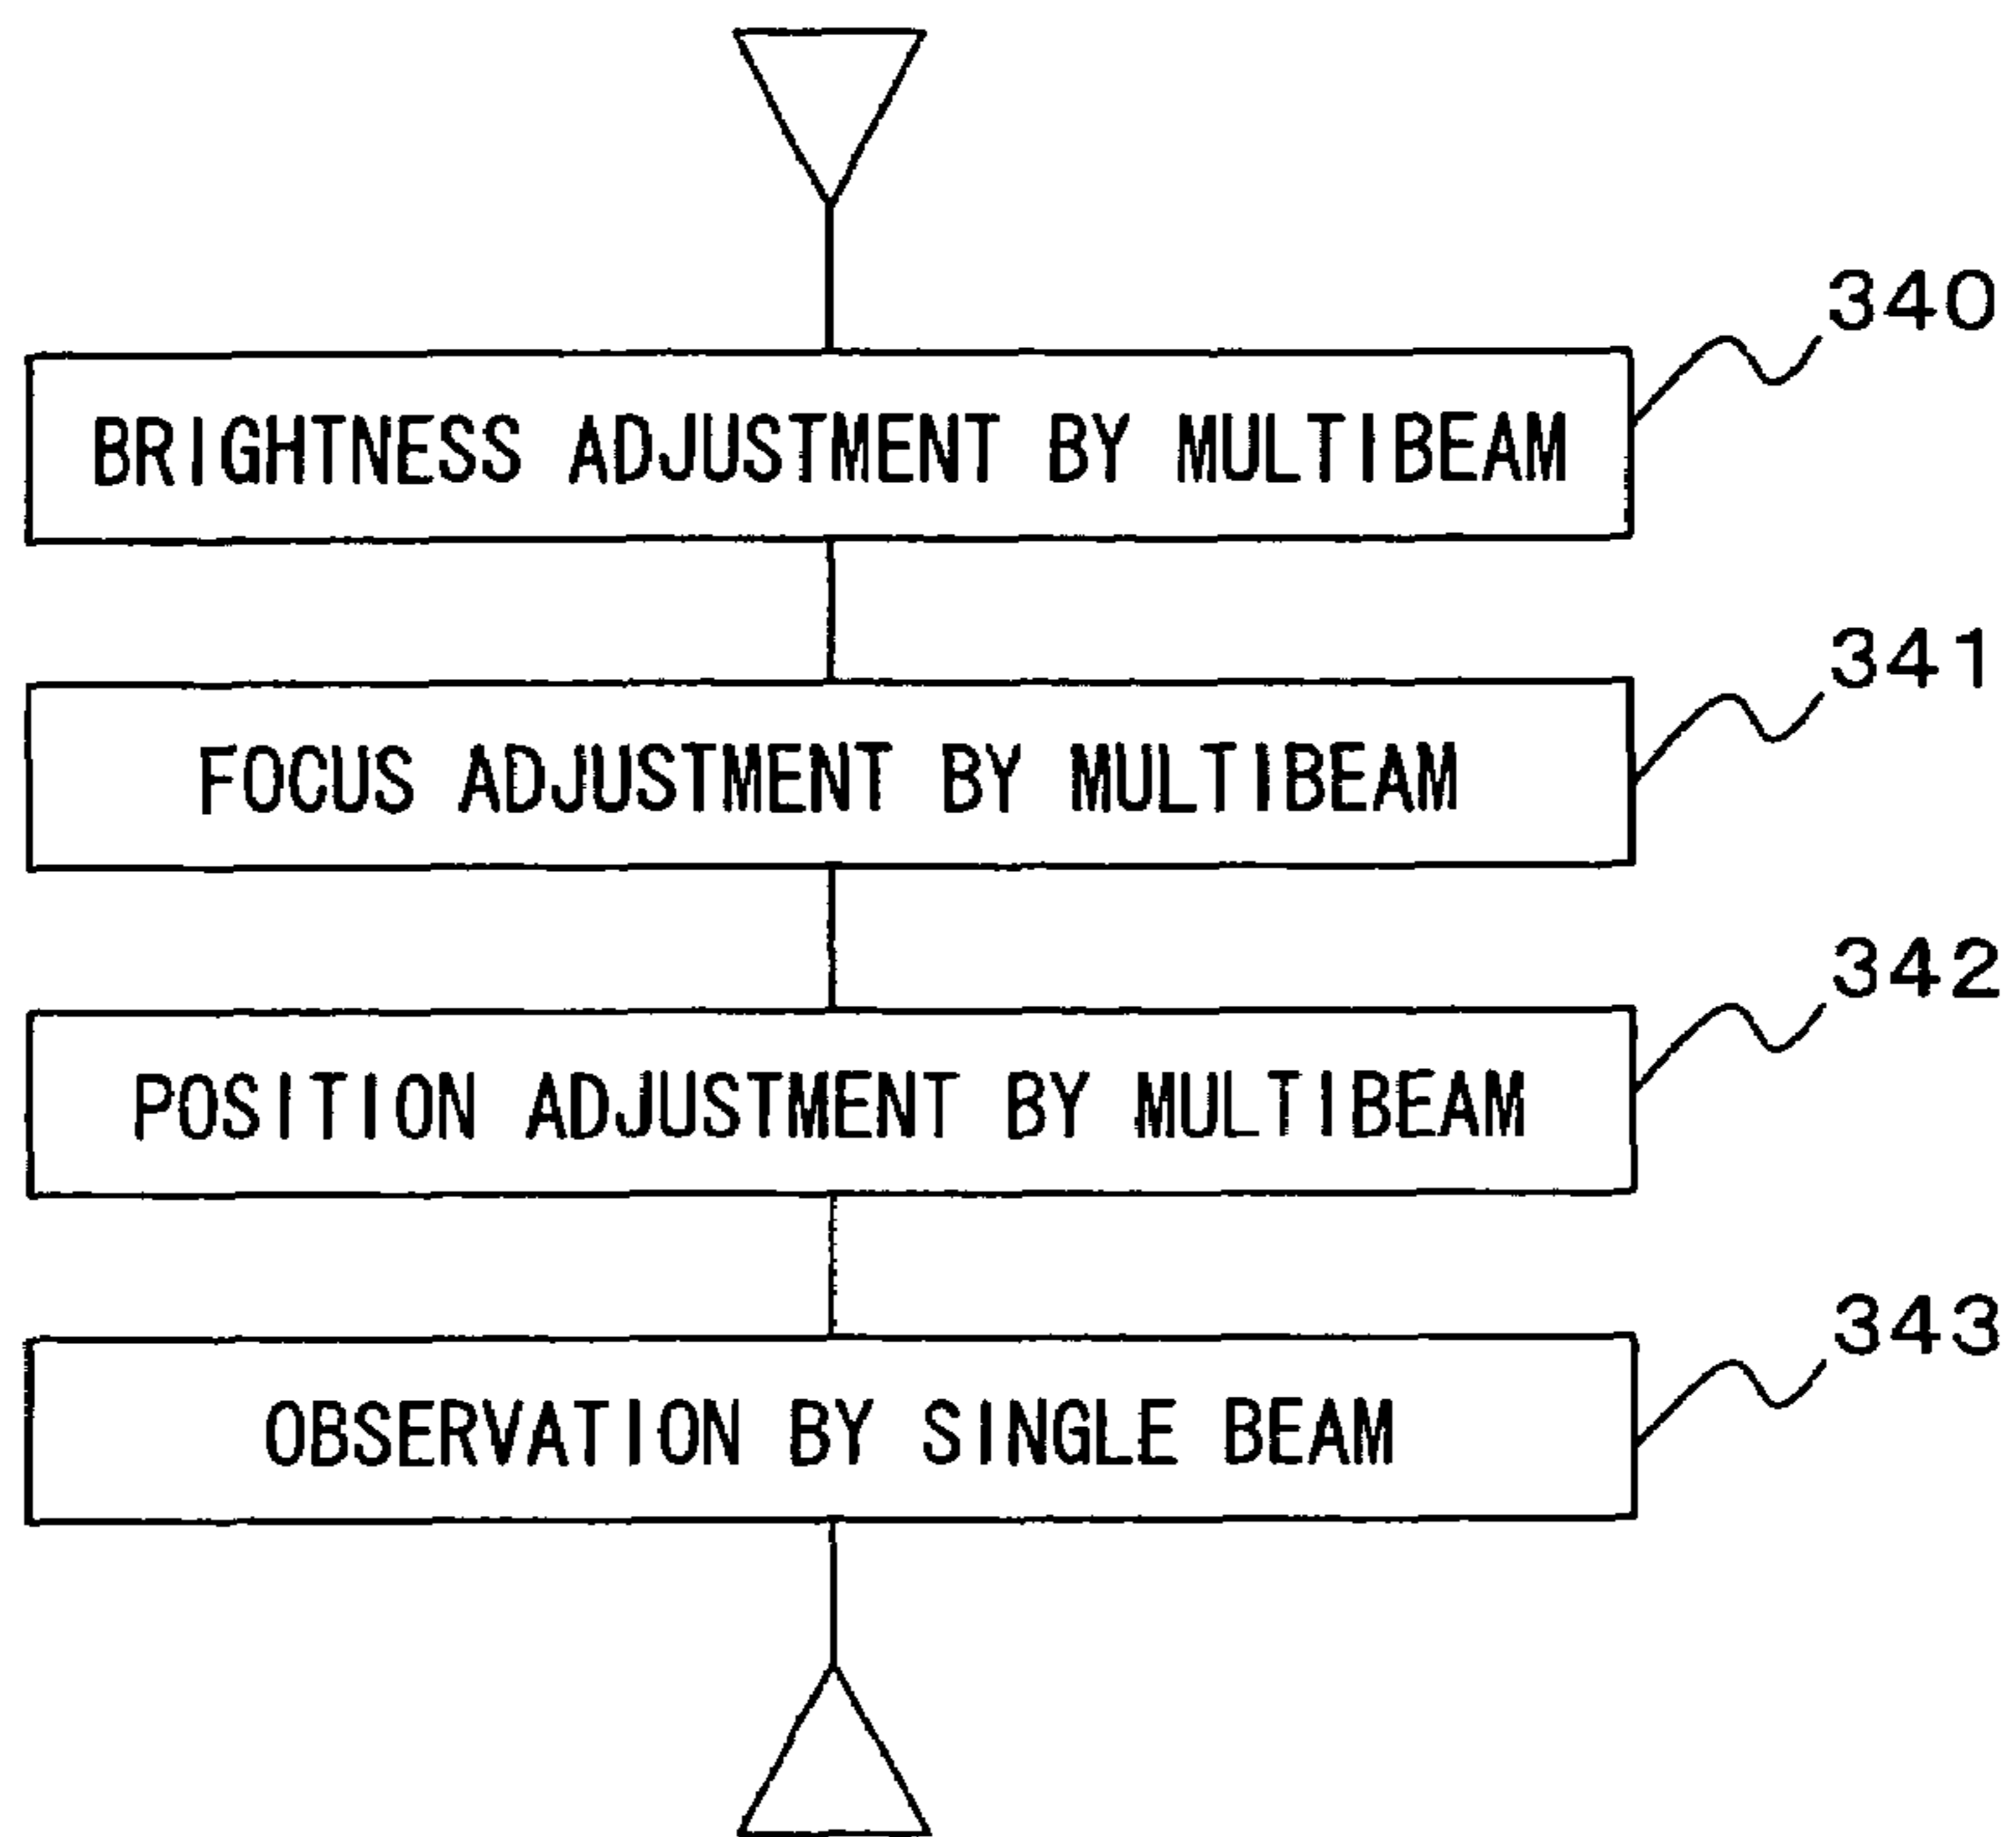 340
BRIGHTNESS ADJUSTMENT BY MULTIBEAM
341
FOCUS ADJUSTMENT BY MULTIBEAM
342
POSITION ADJUSTMENT BY MULTIBEAM
343
OBSERVATION BY SINGLE BEAM